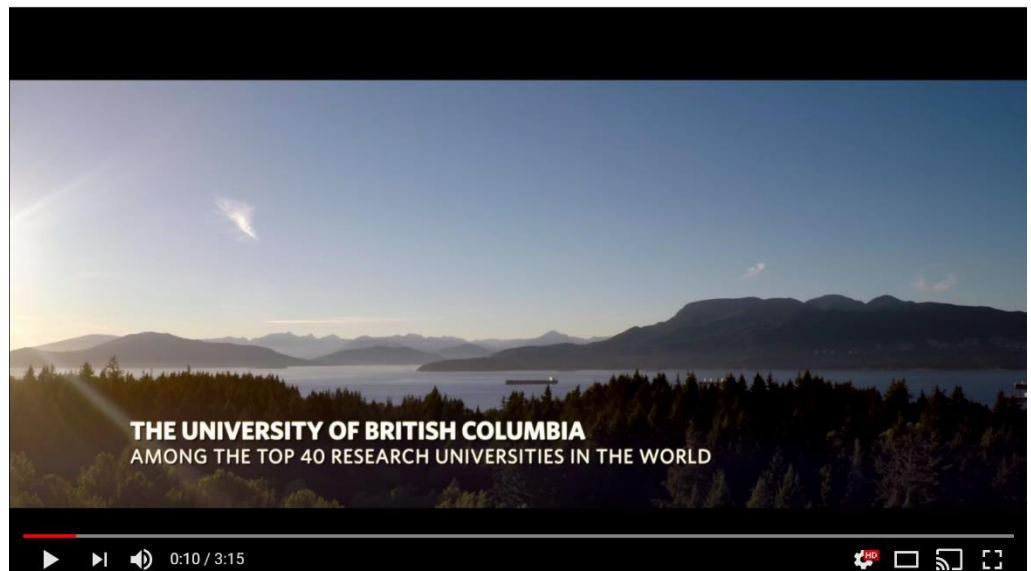 THE UNIVERSITY OF BRITISH COLUMBIA
AMONG THE TOP 40 RESEARCH UNIVERSITIES IN THE WORLD
0:10 / 3:15
HD